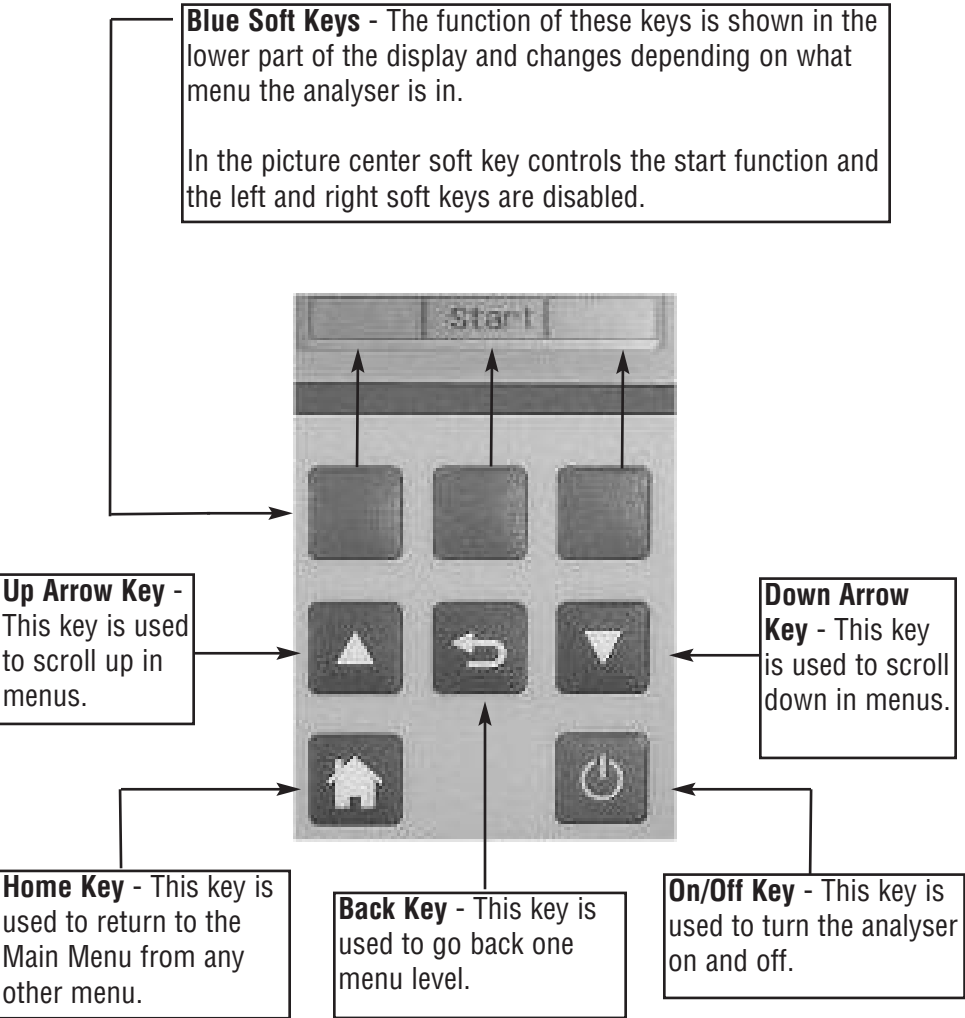 Blue Soft Keys - The function of these keys is shown in the
lower part of the display and changes depending on what
menu the analyser is in.
In the picture center soft key controls the start function and
the left and right soft keys are disabled.
Start
Up Arrow Key -
This key is used
to scroll up in
menus.
Down Arrow
Key - This key
is used to scroll
down in menus.
Home Key - This key is
used to return to the
Main Menu from any
other menu.
Back Key - This key is
used to go back one
menu level.
On/Off Key - This key is
used to turn the analyser
on and off.